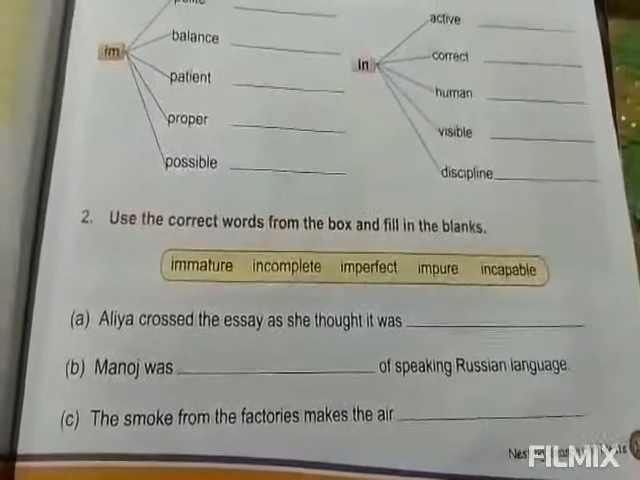 polite
balance
im
patient
proper
possible
active
correct
in
human
visible
discipline
2. Use the correct words from the box and fill in the blanks.
immature incomplete imperfect impure incapable
(a) Aliya crossed the essay as she thought it was
(b) Manoj was of speaking Russian language.
(c) The smoke from the factories makes the air
FILMIX